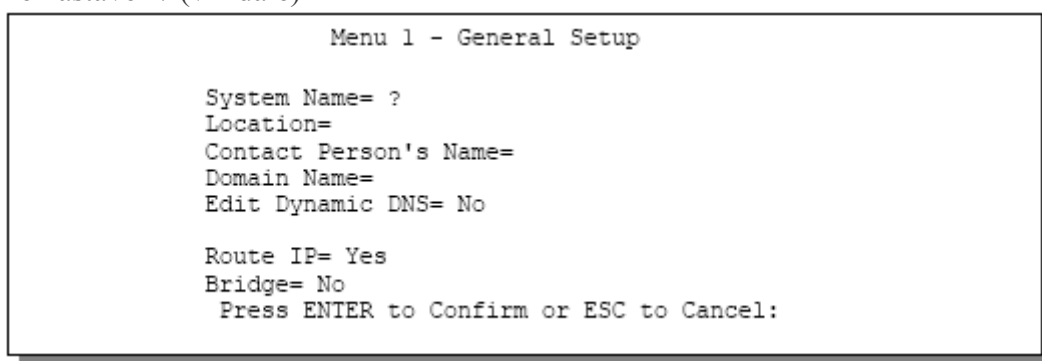 Menu 1 - General Setup
System Name= ?
Location=
Contact Person's Name=
Domain Name=
Edit Dynamic DNS= No
Route IP= Yes
Bridge= No
Press ENTER to Confirm or ESC to Cancel: